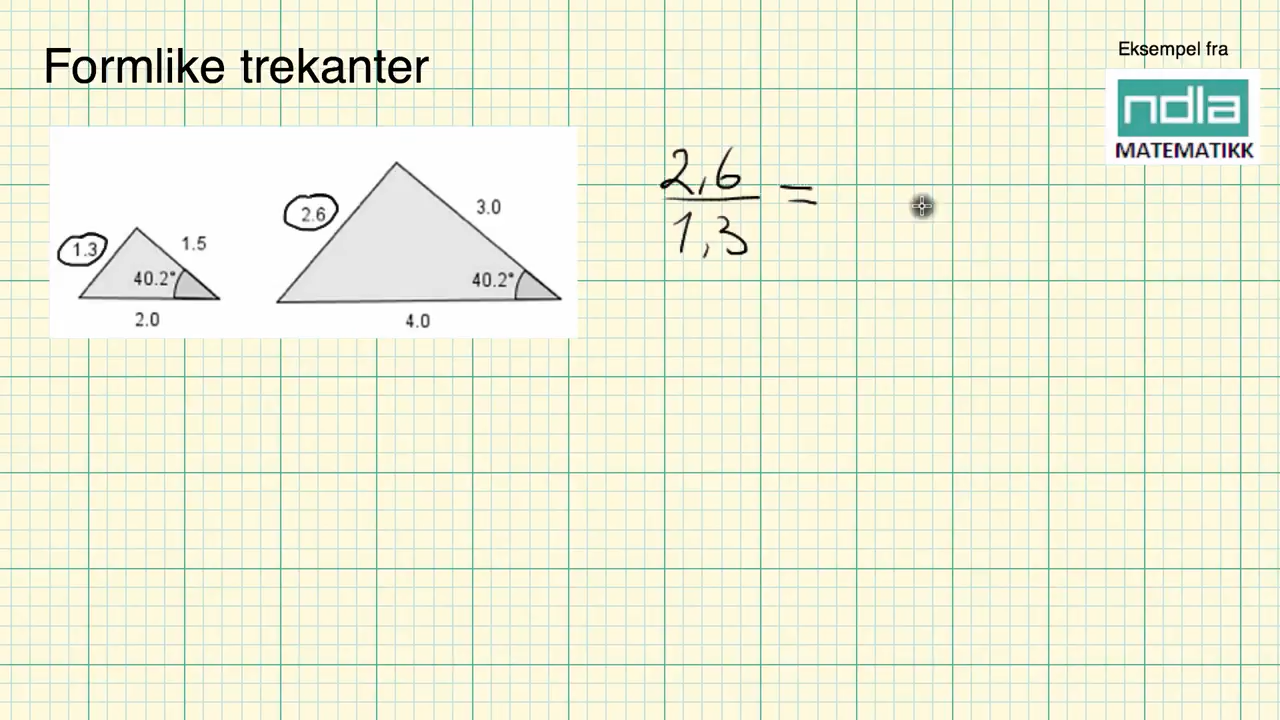 Formlike trekanter
Eksempel fra
ndla
MATEMATIKK
1.3
1.5
40.2°
2.0
2.6
3.0
40.2°
4.0
2,6
1,3
=